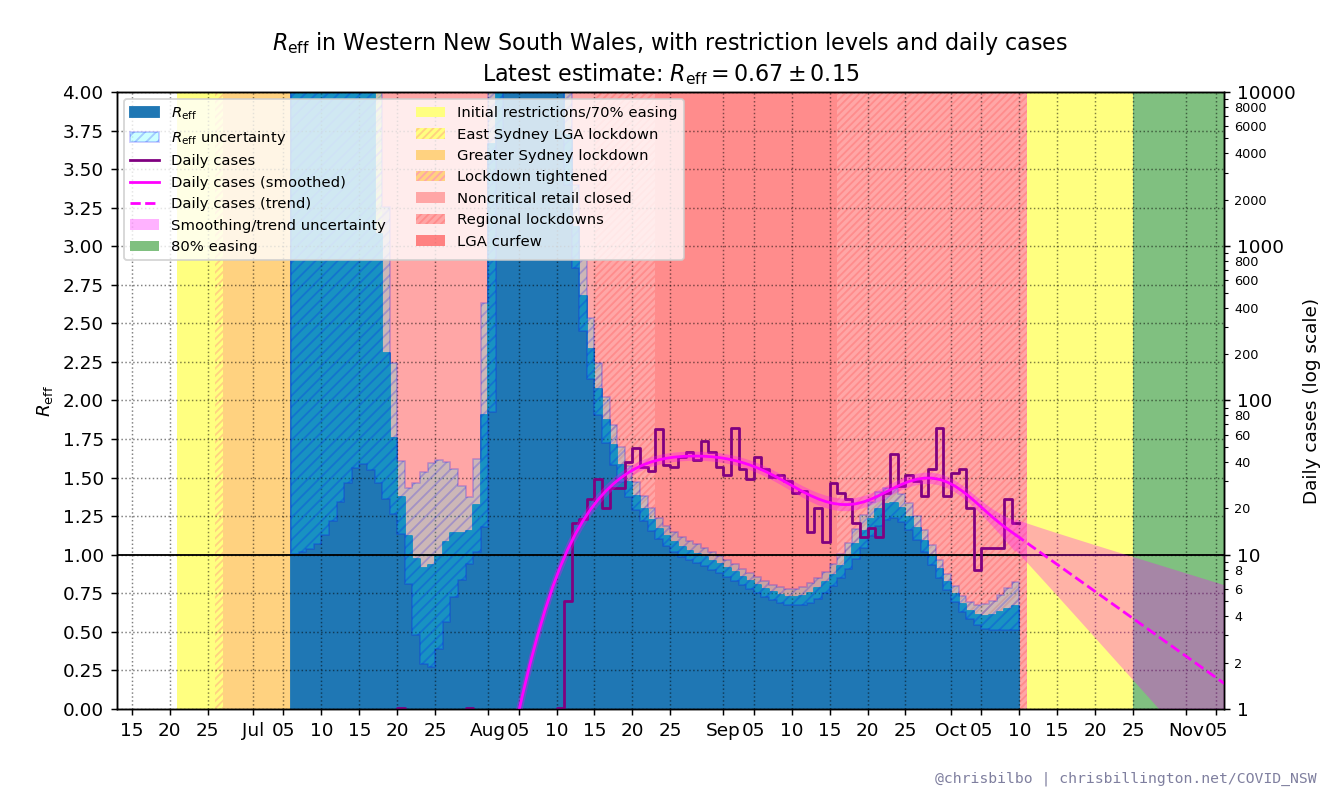 R_eff in Western New South Wales, with restriction levels and daily cases
Latest estimate: R_eff = 0.67 ± 0.15
R_eff
R_eff uncertainty
Daily cases
Daily cases (smoothed)
Daily cases (trend)
Smoothing/trend uncertainty
80% easing
Initial restrictions/70% easing
East Sydney LGA lockdown
Greater Sydney lockdown
Lockdown tightened
Noncritical retail closed
Regional lockdowns
LGA curfew
R_eff
4.00
3.75
3.50
3.25
3.00
2.75
2.50
2.25
2.00
1.75
1.50
1.25
1.00
0.75
0.50
0.25
0.00
10000
8000
6000
4000
2000
1000
800
600
400
200
100
80
60
40
20
10
8
6
4
2
1
Daily cases (log scale)
15 20 25 Jul 05 10 15 20 25 Aug 05 10 15 20 25 Sep 05 10 15 20 25 Oct 05 10 15 20 25 Nov 05
@chrisbilbo | chrisbillington.net/COVID_NSW